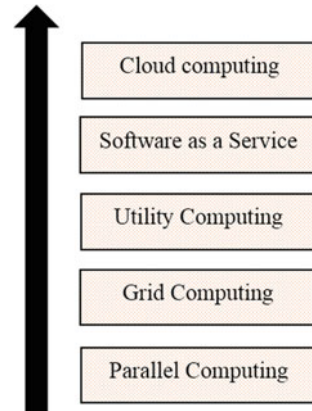 Cloud computing
Software as a Service
Utility Computing
Grid Computing
Parallel Computing